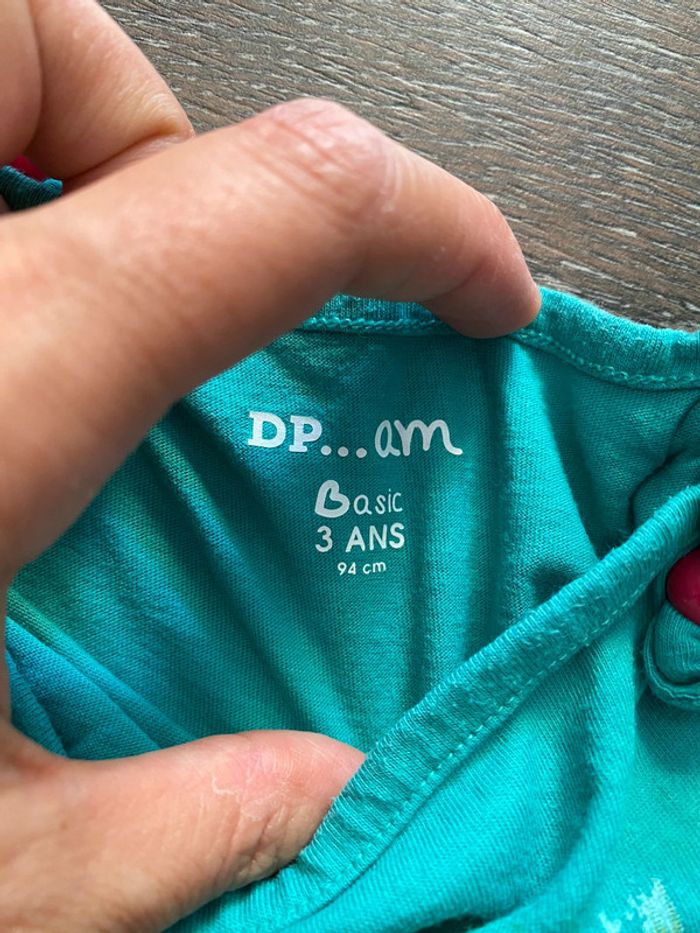 DP...am
Basic
3 ANS
94 cm